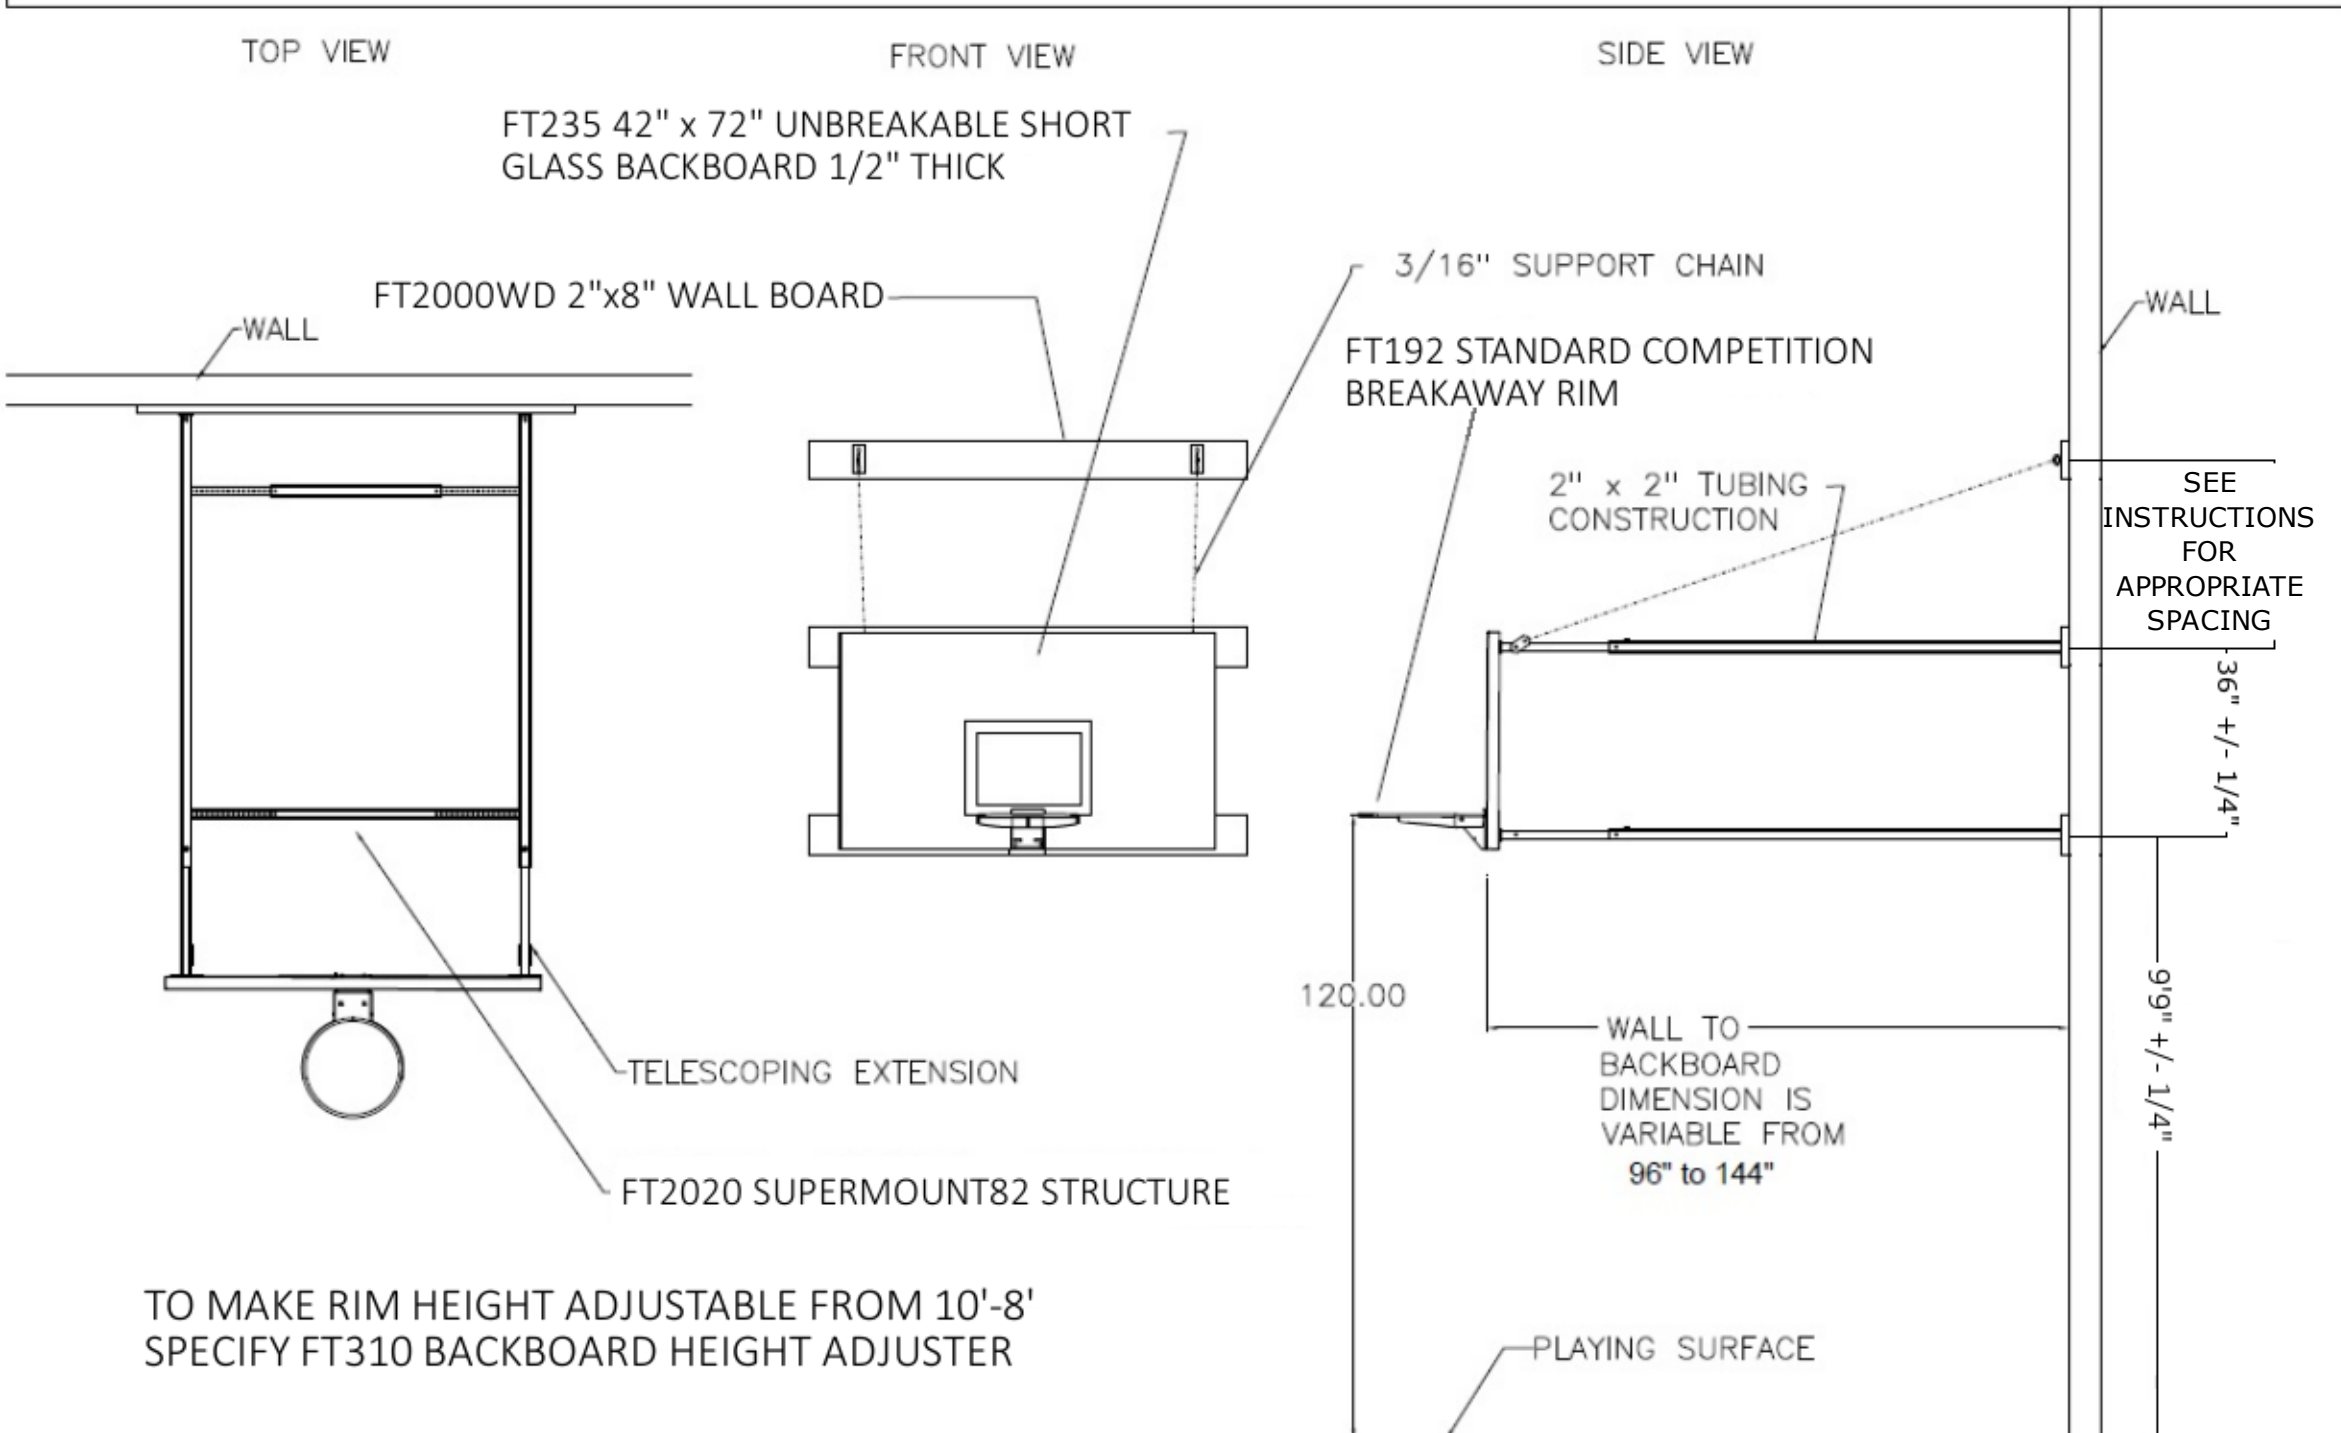 TOP VIEW
FRONT VIEW
SIDE VIEW
FT235 42" x 72" UNBREAKABLE SHORT
GLASS BACKBOARD 1/2" THICK
FT2000WD 2"x8" WALL BOARD
3/16" SUPPORT CHAIN
WALL
WALL
FT192 STANDARD COMPETITION
BREAKAWAY RIM
2" x 2" TUBING
CONSTRUCTION
SEE
INSTRUCTIONS
FOR
APPROPRIATE
SPACING
36" +/- 1/4"
120.00
9'9" +/- 1/4"
WALL TO
BACKBOARD
DIMENSION IS
VARIABLE FROM
96" to 144"
TELESCOPING EXTENSION
FT2020 SUPERMOUNT82 STRUCTURE
TO MAKE RIM HEIGHT ADJUSTABLE FROM 10'-8'
SPECIFY FT310 BACKBOARD HEIGHT ADJUSTER
PLAYING SURFACE